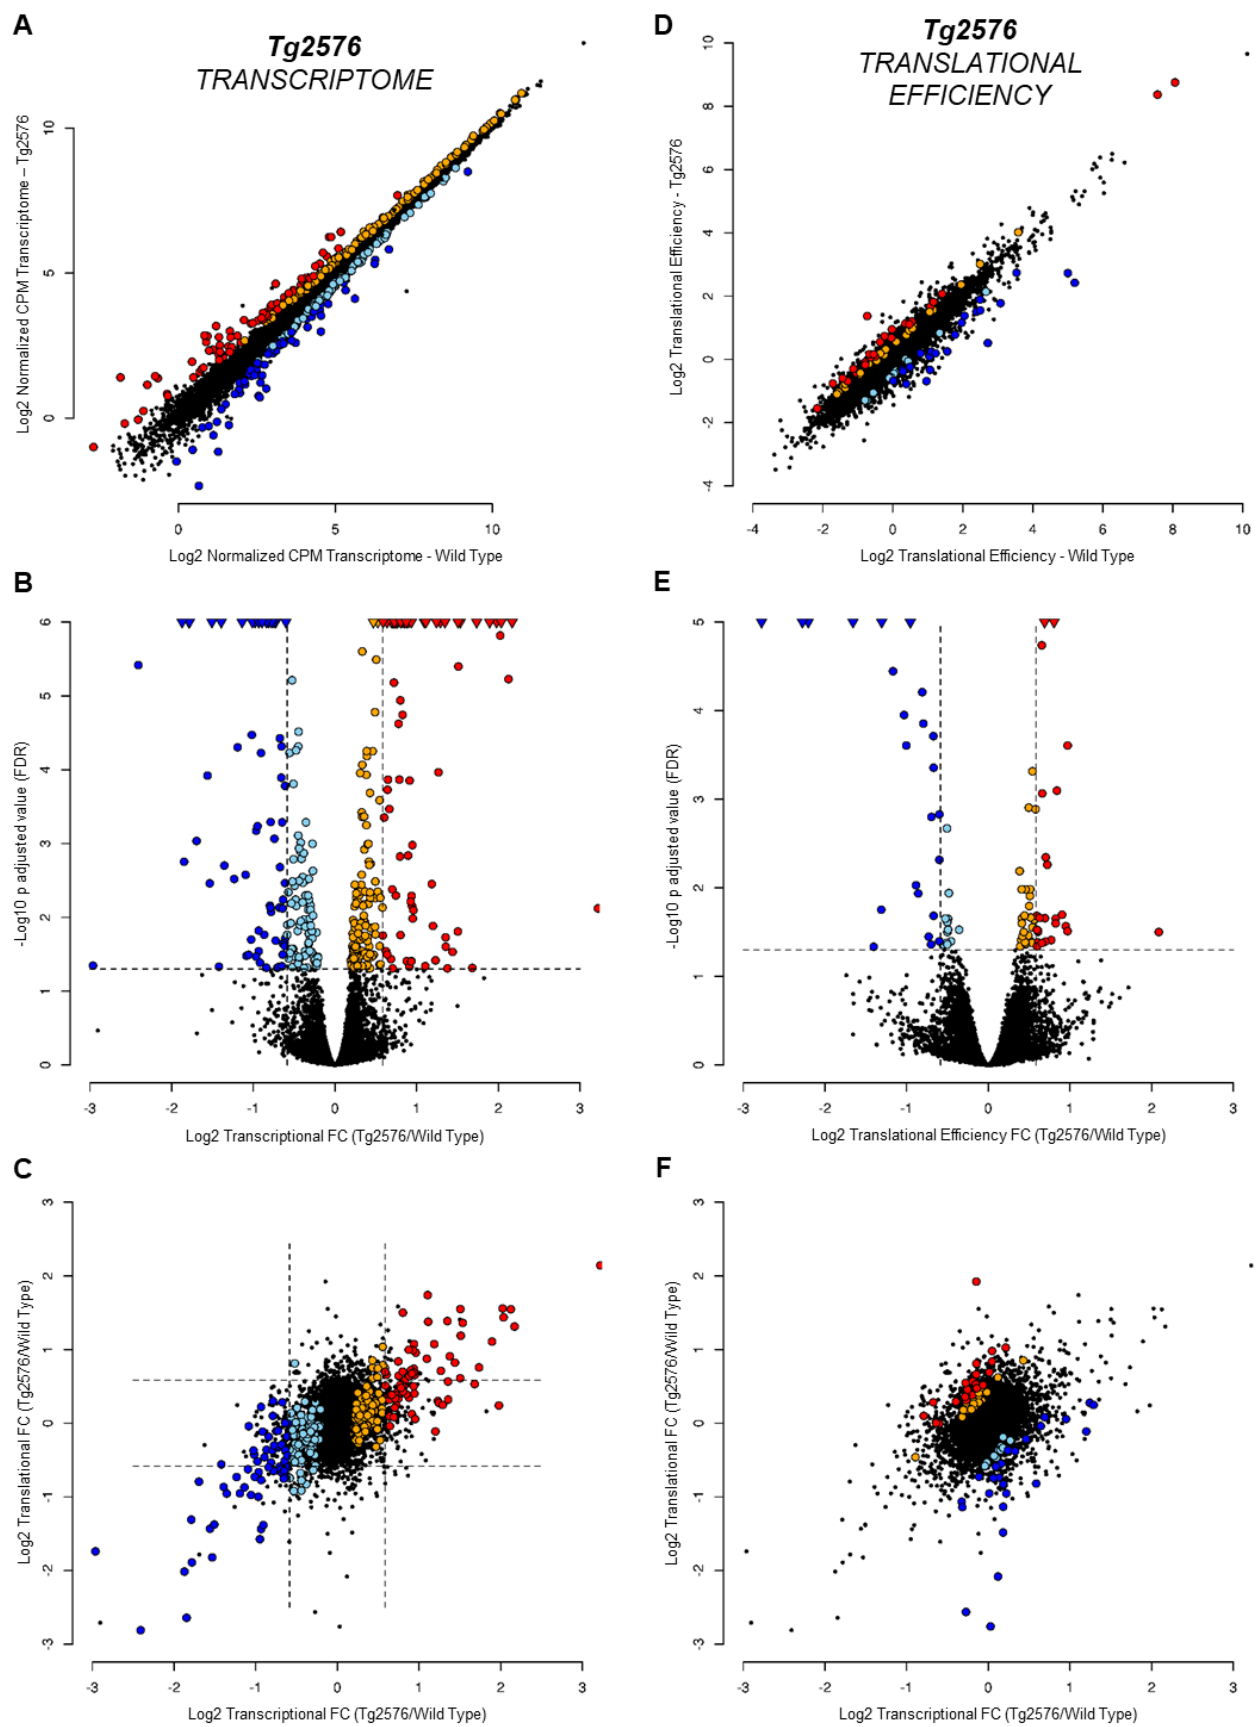 A
Tg2576
TRANSCRIPTOME
Log2 Normalized CPM Transcriptome – Tg2576
10
5
0
0 5 10
Log2 Normalized CPM Transcriptome - Wild Type
D
Tg2576
TRANSLATIONAL
EFFICIENCY
Log2 Translational Efficiency - Tg2576
10
8
6
4
2
0
-2
-4
-4 -2 0 2 4 6 8 10
Log2 Translational Efficiency - Wild Type
B
-Log10 p adjusted value (FDR)
6
5
4
3
2
1
0
-3 -2 -1 0 1 2 3
Log2 Transcriptional FC (Tg2576/Wild Type)
E
-Log10 p adjusted value (FDR)
5
4
3
2
1
0
-3 -2 -1 0 1 2 3
Log2 Translational Efficiency FC (Tg2576/Wild Type)
C
Log2 Translational FC (Tg2576/Wild Type)
3
2
1
0
-1
-2
-3
-3 -2 -1 0 1 2 3
Log2 Transcriptional FC (Tg2576/Wild Type)
F
Log2 Translational FC (Tg2576/Wild Type)
3
2
1
0
-1
-2
-3
-3 -2 -1 0 1 2 3
Log2 Transcriptional FC (Tg2576/Wild Type)